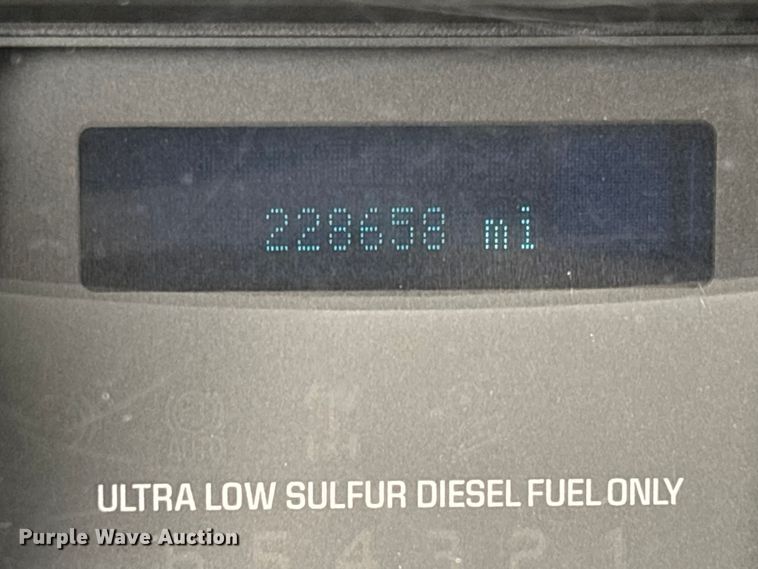 228658 mi
ULTRA LOW SULFUR DIESEL FUEL ONLY
Purple Wave Auction